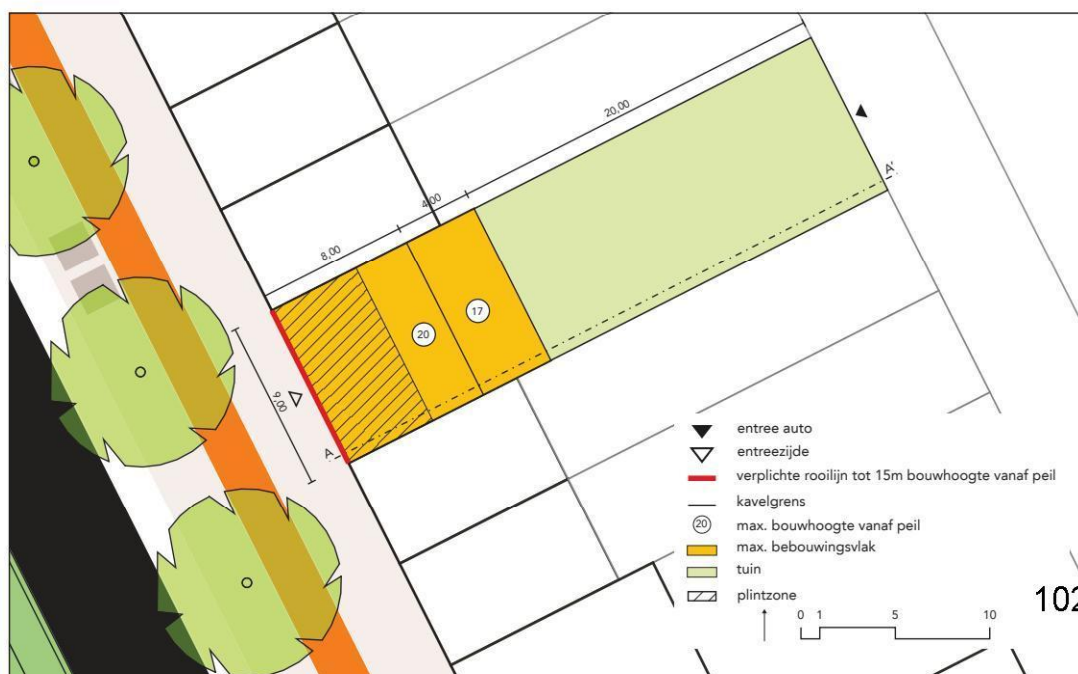 20,00
4,00
8,00
A'
17
20
9,00
A
entree auto
entreezijde
verplichte rooilijn tot 15m bouwhoogte vanaf peil
kavelgrens
20 max. bouwhoogte vanaf peil
max. bebouwingsvlak
tuin
plintzone
0 1 5 10
102